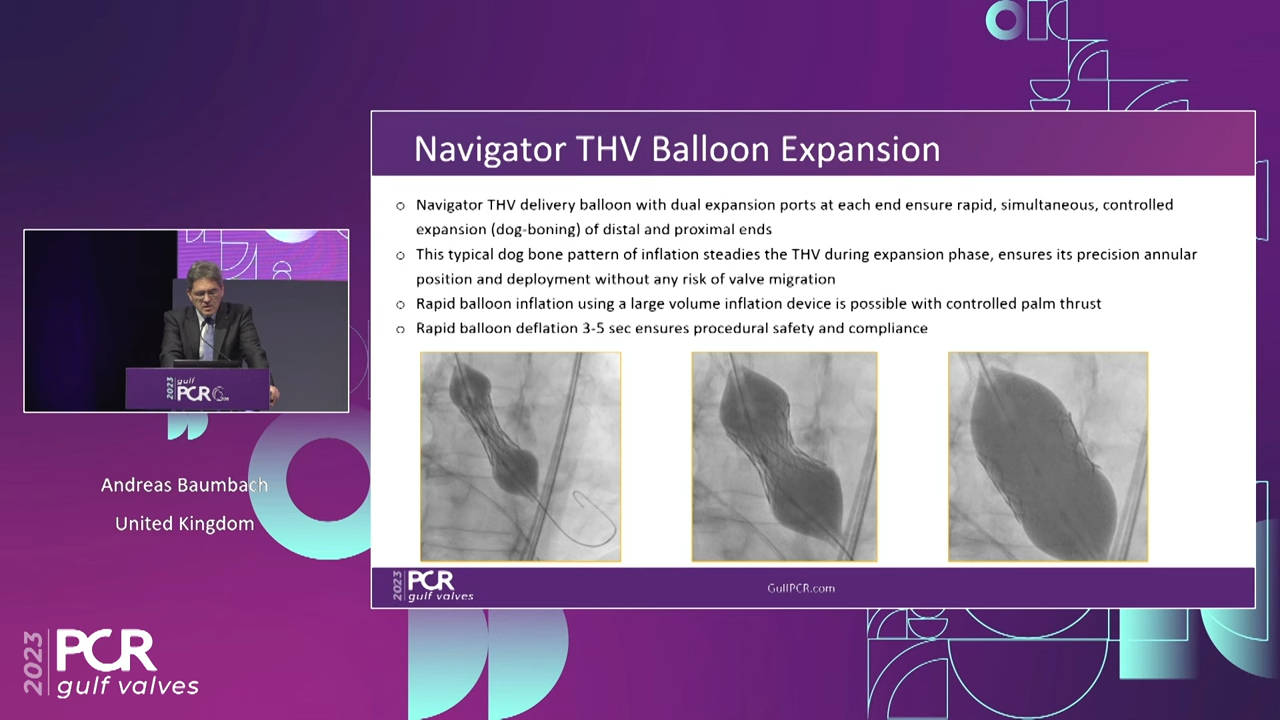 Navigator THV Balloon Expansion
Navigator THV delivery balloon with dual expansion ports at each end ensure rapid, simultaneous, controlled
expansion (dog-boning) of distal and proximal ends
This typical dog bone pattern of inflation steadies the THV during expansion phase, ensures its precision annular
position and deployment without any risk of valve migration
Rapid balloon inflation using a large volume inflation device is possible with controlled palm thrust
Rapid balloon deflation 3-5 sec ensures procedural safety and compliance
2023
gulf
PCR
Andreas Baumbach
United Kingdom
2023
PCR
gulf valves
GulfPCR.com
2023
PCR
gulf valves